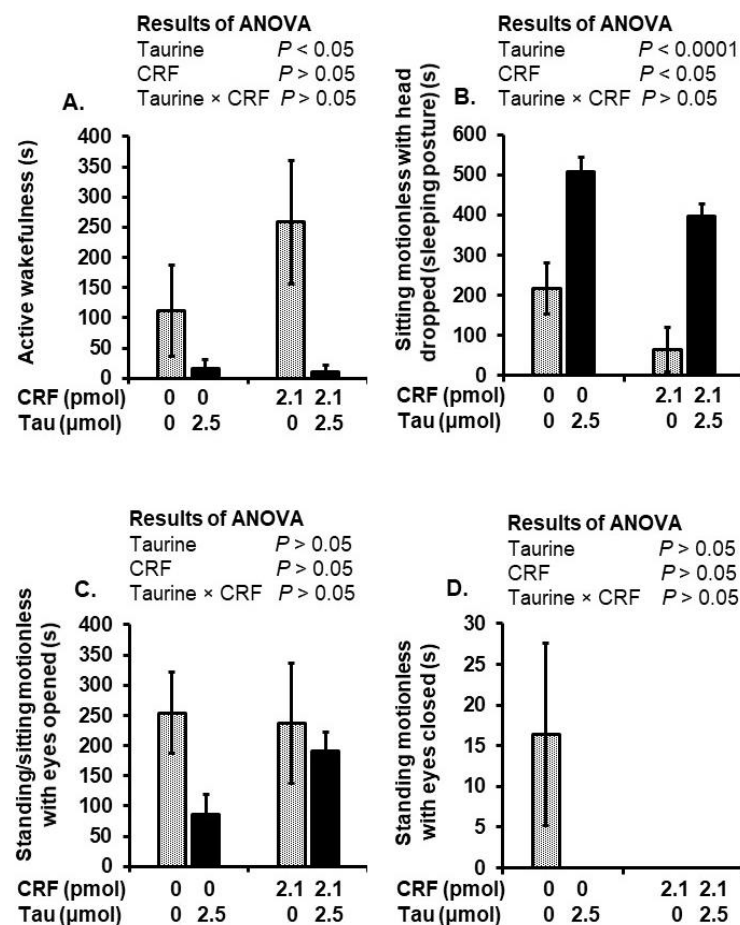 Results of ANOVA
Taurine P < 0.05
CRF P > 0.05
Taurine × CRF P > 0.05
A.
Active wakefulness (s)
400
350
300
250
200
150
100
50
0
CRF (pmol) 0 0 2.1 2.1
Tau (µmol) 0 2.5 0 2.5
Results of ANOVA
Taurine P < 0.0001
CRF P < 0.05
Taurine × CRF P > 0.05
B.
Sitting motionless with head
dropped (sleeping posture) (s)
600
500
400
300
200
100
0
CRF (pmol) 0 0 2.1 2.1
Tau (µmol) 0 2.5 0 2.5
Results of ANOVA
Taurine P > 0.05
CRF P > 0.05
Taurine × CRF P > 0.05
C.
Standing/sitting motionless
with eyes opened (s)
400
350
300
250
200
150
100
50
0
CRF (pmol) 0 0 2.1 2.1
Tau (µmol) 0 2.5 0 2.5
Results of ANOVA
Taurine P > 0.05
CRF P > 0.05
Taurine × CRF P > 0.05
D.
Standing motionless
with eyes closed (s)
30
25
20
15
10
5
0
CRF (pmol) 0 0 2.1 2.1
Tau (µmol) 0 2.5 0 2.5